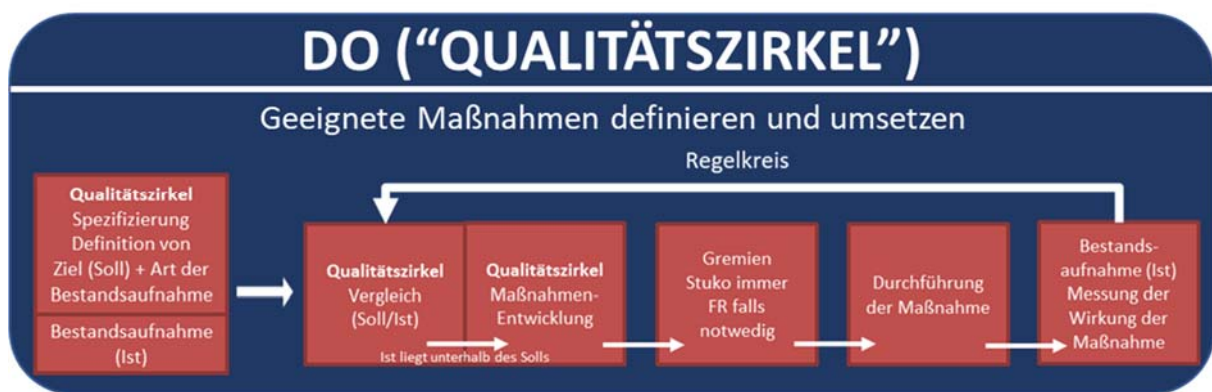 DO (“QUALITÄTSZIRKEL”)
Geeignete Maßnahmen definieren und umsetzen
Regelkreis
Qualitätszirkel
Spezifizierung
Definition von
Ziel (Soll) + Art der
Bestandsaufnahme
Bestandsaufnahme
(Ist)
Qualitätszirkel
Vergleich
(Soll/Ist)
Qualitätszirkel
Maßnahmen-
Entwicklung
Ist liegt unterhalb des Solls
Gremien
Stuko immer
FR falls
notwedig
Durchführung
der Maßnahme
Bestands-
aufnahme (Ist)
Messung der
Wirkung der
Maßnahme